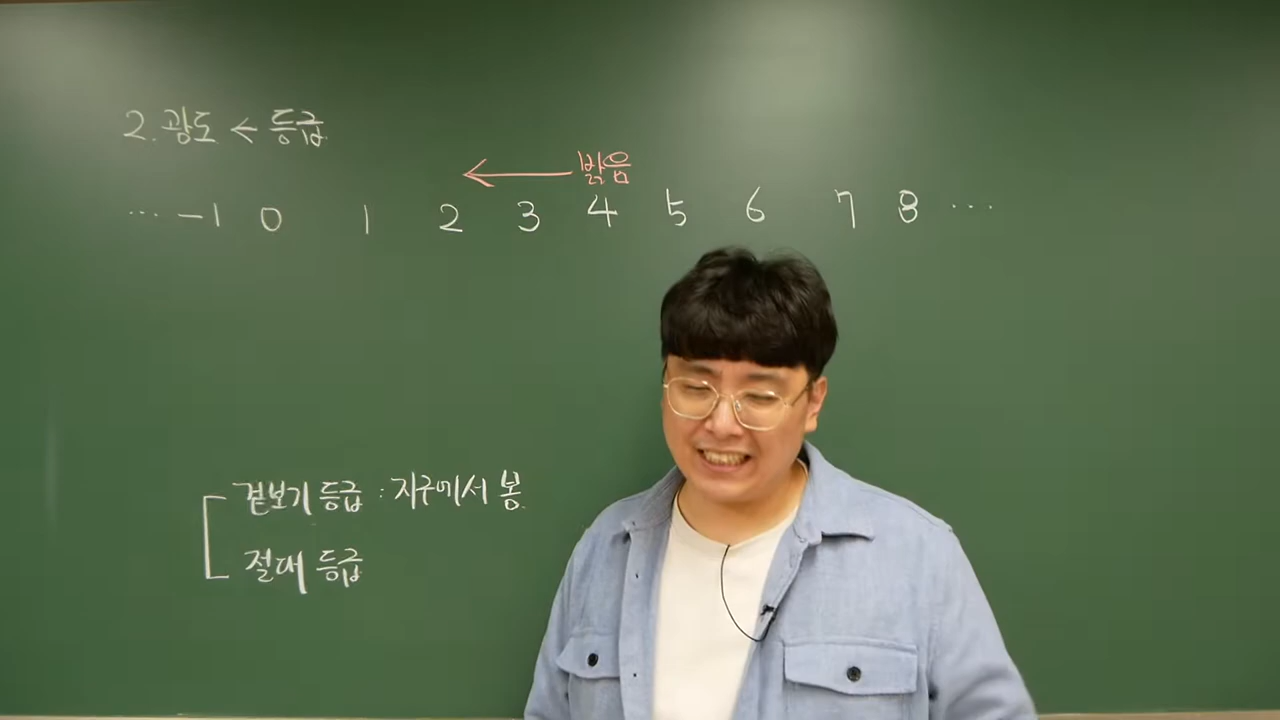 2. 광도 ← 등급
← 밝음
… -1 0 1 2 3 4 5 6 7 8 …
겉보기 등급 : 지구에서 봄
절대 등급